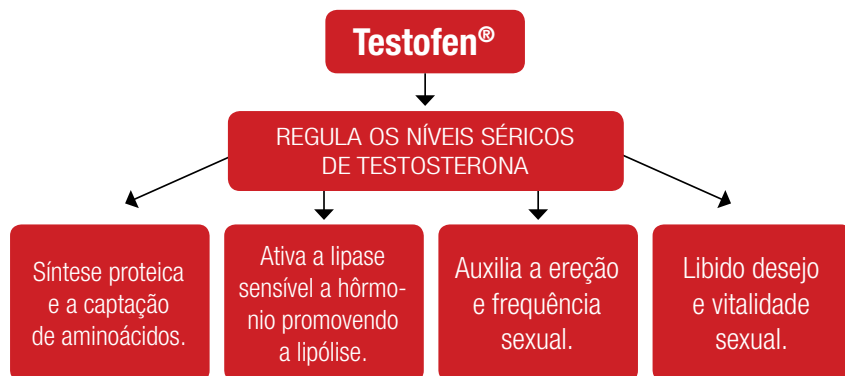 Testofen®
REGULA OS NÍVEIS SÉRICOS
DE TESTOSTERONA
Síntese proteica
e a captação
de aminoácidos.
Ativa a lipase
sensível a hôrmo-
nio promovendo
a lipólise.
Auxilia a ereção
e frequência
sexual.
Libido desejo
e vitalidade
sexual.